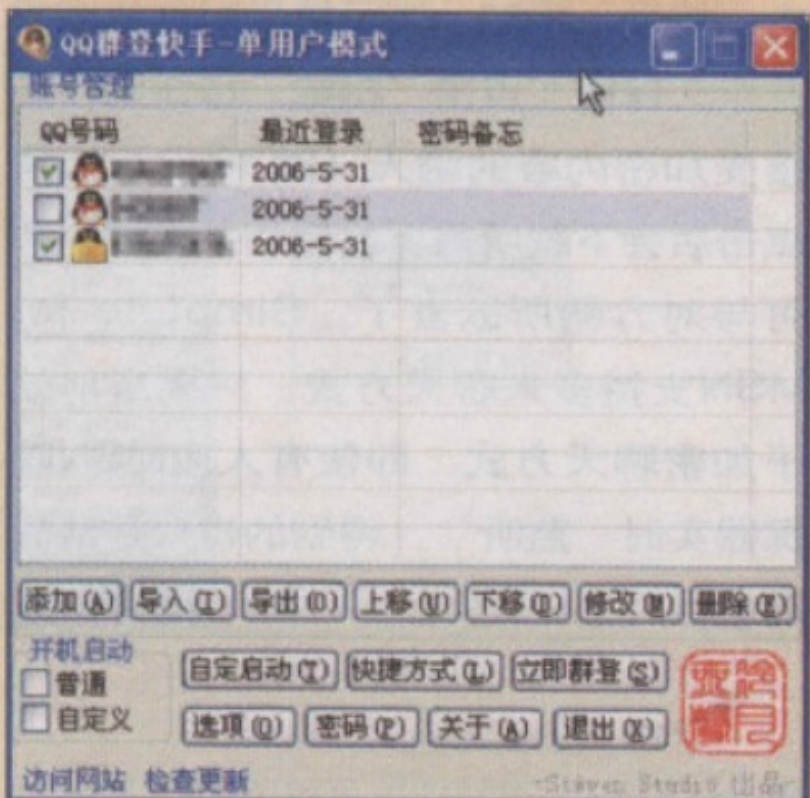 QQ群登快手-单用户模式
账号管理
QQ号码 最近登录 密码备忘
2006-5-31
2006-5-31
2006-5-31
添加(A) 导入(I) 导出(O) 上移(U) 下移(D) 修改(M) 删除(E)
开机启动
普通
自定义
自定启动(T) 快捷方式(L) 立即群登(S)
选项(O) 密码(P) 关于(A) 退出(X)
访问网站 检查更新
-Steven Studio 出品-